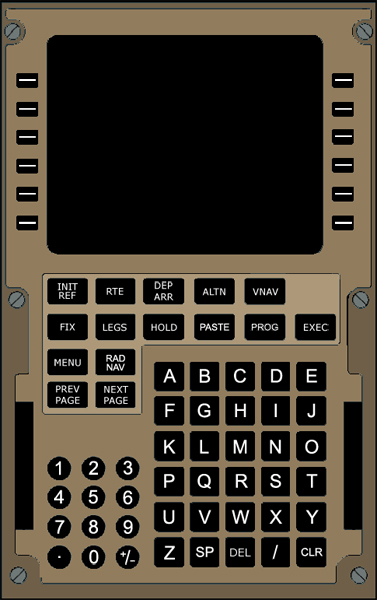 INIT REF RTE DEP ARR ALTN VNAV
FIX LEGS HOLD PASTE PROG EXEC
MENU RAD NAV
PREV PAGE NEXT PAGE
A B C D E
F G H I J
K L M N O
P Q R S T
U V W X Y
Z SP DEL / CLR
1 2 3
4 5 6
7 8 9
. 0 +/-